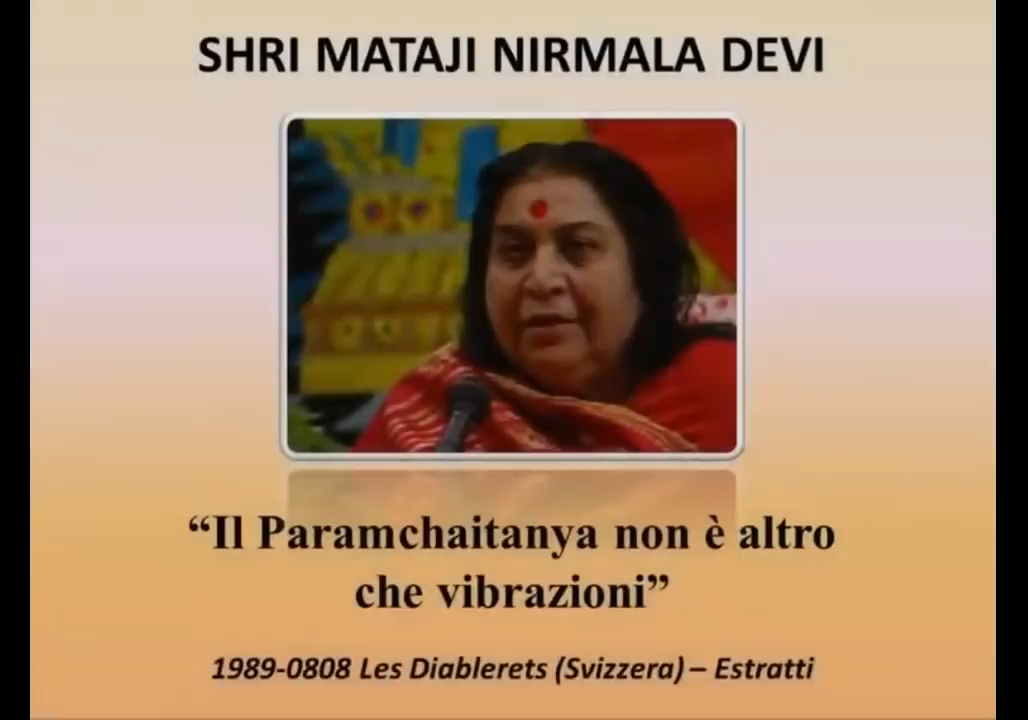 SHRI MATAJI NIRMALA DEVI
“Il Paramchaitanya non è altro
che vibrazioni”
1989-0808 Les Diablerets (Svizzera) – Estratti